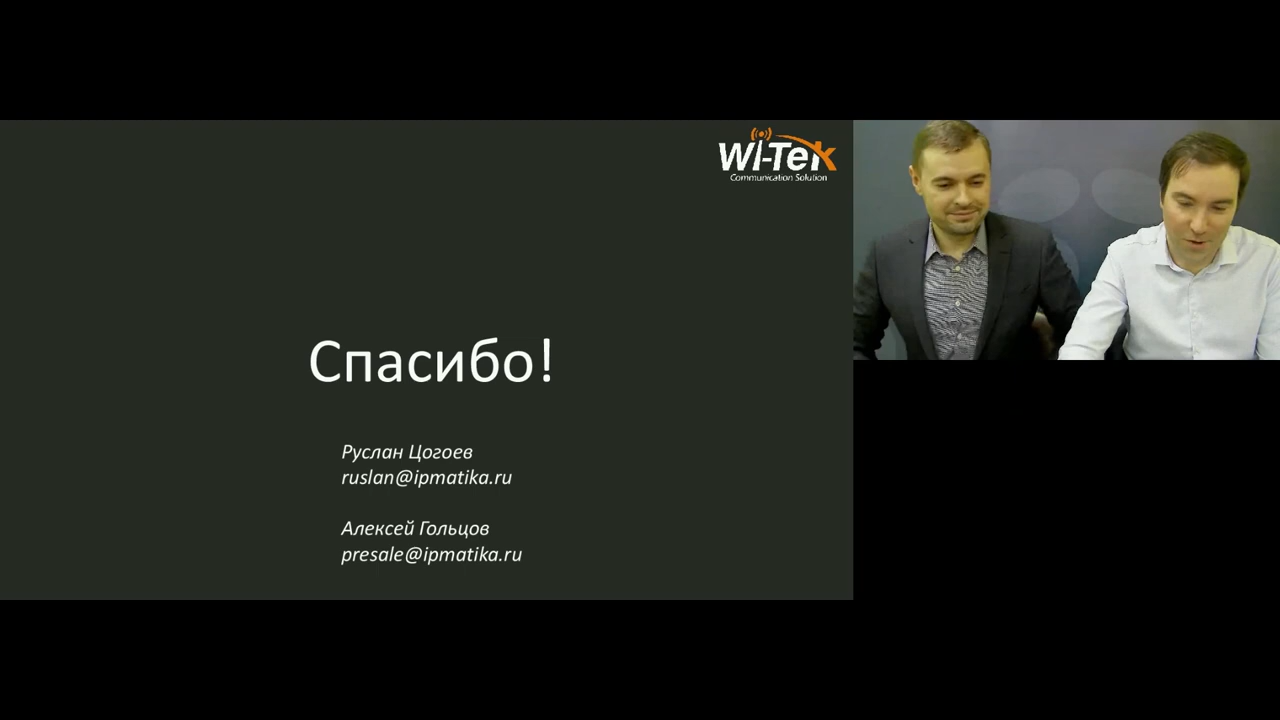 Wi-Tek
Communication Solution
Спасибо!
Руслан Цогоев
ruslan@ipmatika.ru
Алексей Гольцов
presale@ipmatika.ru